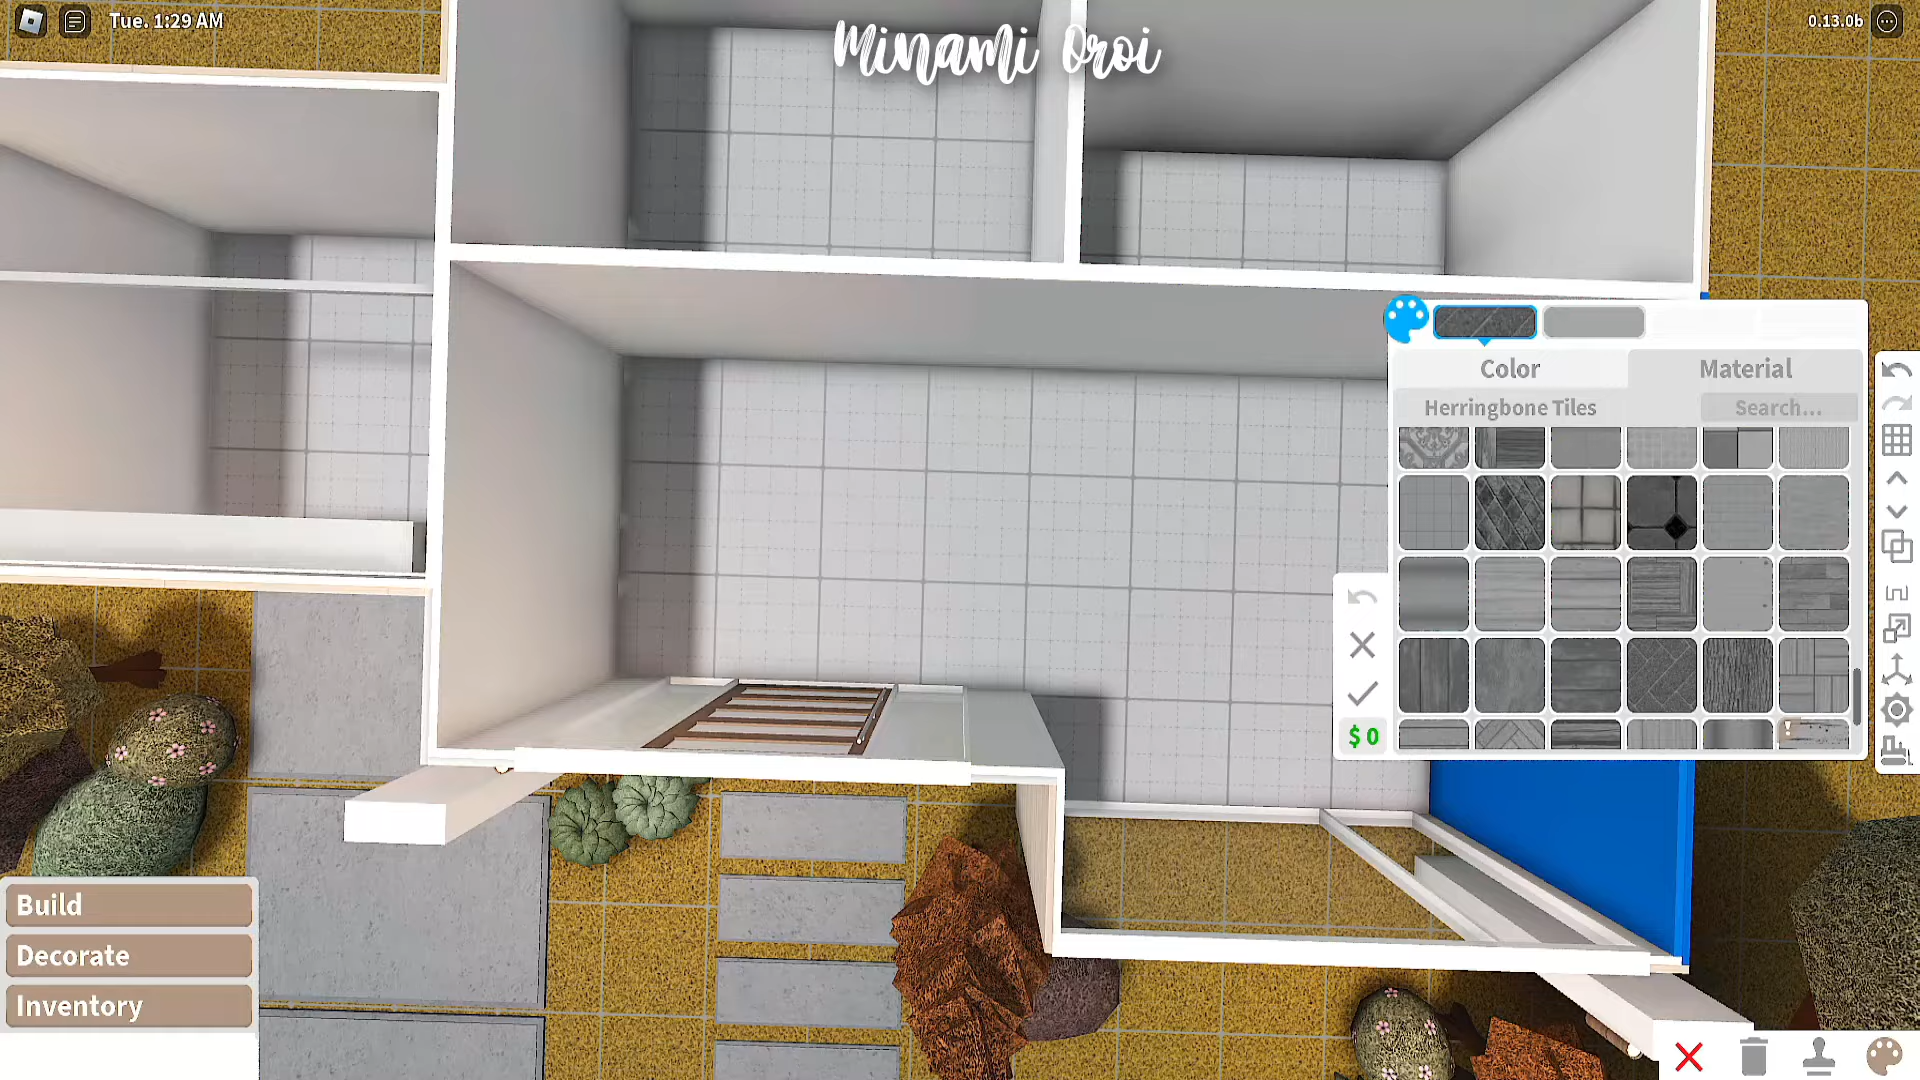 Tue. 1:29 AM
Minami Oroi
0.13.0b
Color
Material
Herringbone Tiles
Search...
$ 0
Build
Decorate
Inventory